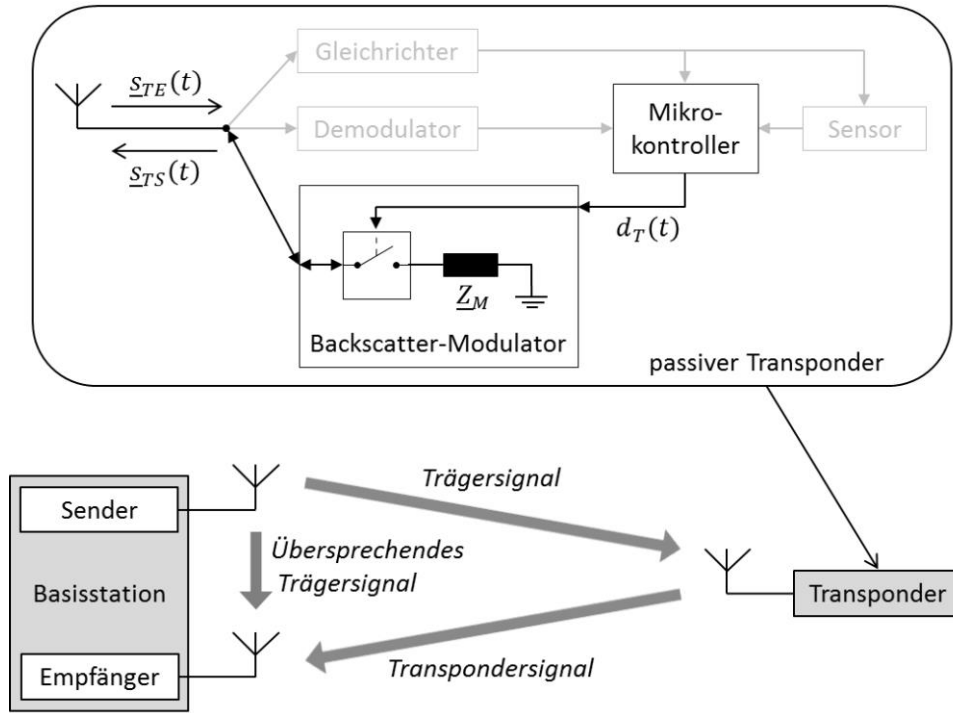 Gleichrichter
s_TE(t)
Demodulator
Mikro-
kontroller
Sensor
s_TS(t)
d_T(t)
Z_M
Backscatter-Modulator
passiver Transponder
Trägersignal
Sender
Übersprechendes
Trägersignal
Basisstation
Transponder
Empfänger
Transpondersignal